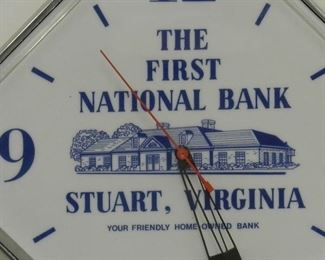 THE
FIRST
NATIONAL BANK
9
STUART, VIRGINIA
YOUR FRIENDLY HOME OWNED BANK